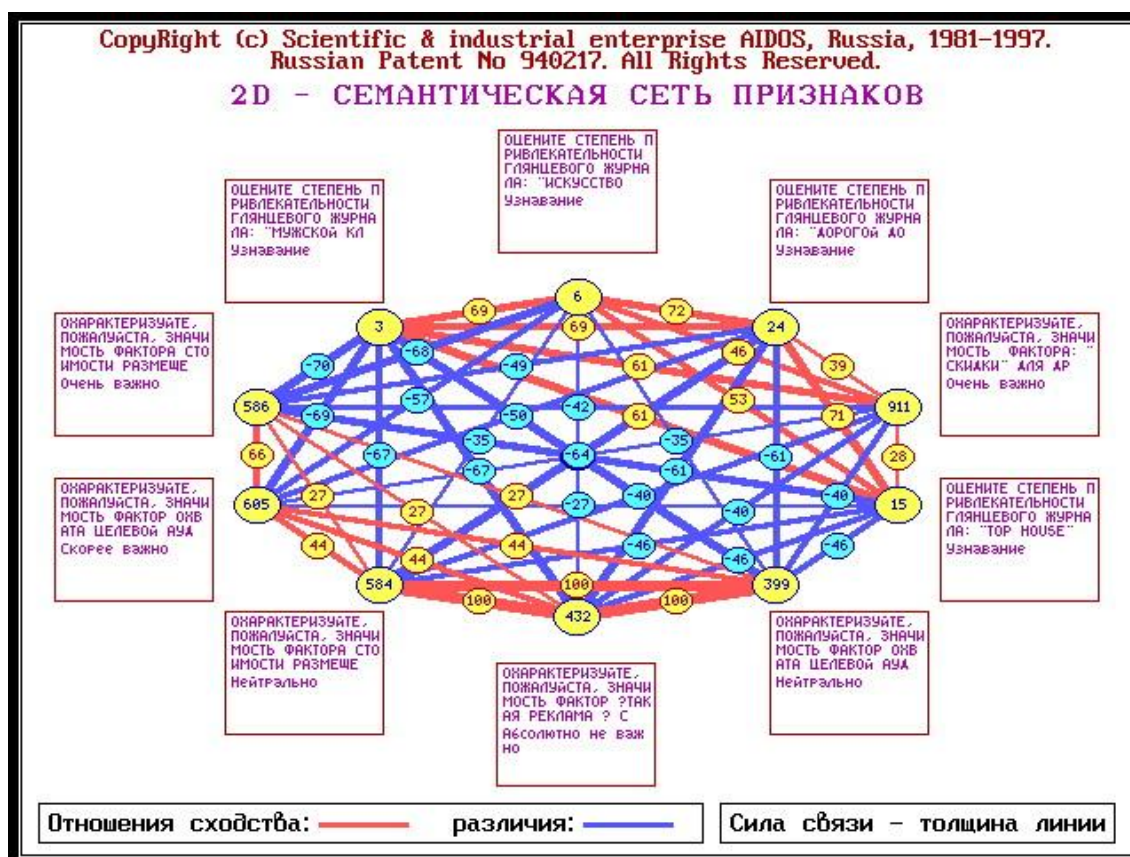 CopyRight (c) Scientific & industrial enterprise AIDOS, Russia, 1981-1997.
Russian Patent No 940217. All Rights Reserved.
2D - СЕМАНТИЧЕСКАЯ СЕТЬ ПРИЗНАКОВ
ОЦЕНИТЕ СТЕПЕНЬ П
РИВЛЕКАТЕЛЬНОСТИ
ГЛЯНЦЕВОГО ЖУРНА
ЛА: "ИСКУССТВО
Узнавание
ОЦЕНИТЕ СТЕПЕНЬ П
РИВЛЕКАТЕЛЬНОСТИ
ГЛЯНЦЕВОГО ЖУРНА
ЛА: "МУЖСКОЙ КЛ
Узнавание
ОЦЕНИТЕ СТЕПЕНЬ П
РИВЛЕКАТЕЛЬНОСТИ
ГЛЯНЦЕВОГО ЖУРНА
ЛА: "ДОРОГОЙ ДО
Узнавание
ОХАРАКТЕРИЗУЙТЕ,
ПОЖАЛУЙСТА, ЗНАЧИ
МОСТЬ ФАКТОРА СТО
ИМОСТИ РАЗМЕЩЕ
Очень важно
ОХАРАКТЕРИЗУЙТЕ,
ПОЖАЛУЙСТА, ЗНАЧИ
МОСТЬ ФАКТОРА: "
СКИДКИ" ДЛЯ ДР
Очень важно
6
69 72
3 69 24
-68 46
-70 -49 61 39
-57 53
586 -50 -42 61 911
-69 71
-35 -35
66 -67 -64 -61 28
-67 -61
27 27 -40 -40
605 27 -27 -40 15
44 44 -46 -46
44 -46
584 100 399
100 100
432
ОХАРАКТЕРИЗУЙТЕ,
ПОЖАЛУЙСТА, ЗНАЧИ
МОСТЬ ФАКТОР ОХВ
АТА ЦЕЛЕВОЙ АУД
Скорее важно
ОЦЕНИТЕ СТЕПЕНЬ П
РИВЛЕКАТЕЛЬНОСТИ
ГЛЯНЦЕВОГО ЖУРНА
ЛА: "TOP HOUSE"
Узнавание
ОХАРАКТЕРИЗУЙТЕ,
ПОЖАЛУЙСТА, ЗНАЧИ
МОСТЬ ФАКТОРА СТО
ИМОСТИ РАЗМЕЩЕ
Нейтрально
ОХАРАКТЕРИЗУЙТЕ,
ПОЖАЛУЙСТА, ЗНАЧИ
МОСТЬ ФАКТОР ?ТАК
АЯ РЕКЛАМА ? С
Абсолютно не важ
но
ОХАРАКТЕРИЗУЙТЕ,
ПОЖАЛУЙСТА, ЗНАЧИ
МОСТЬ ФАКТОР ОХВ
АТА ЦЕЛЕВОЙ АУД
Нейтрально
Отношения сходства: различия: Сила связи - толщина линии